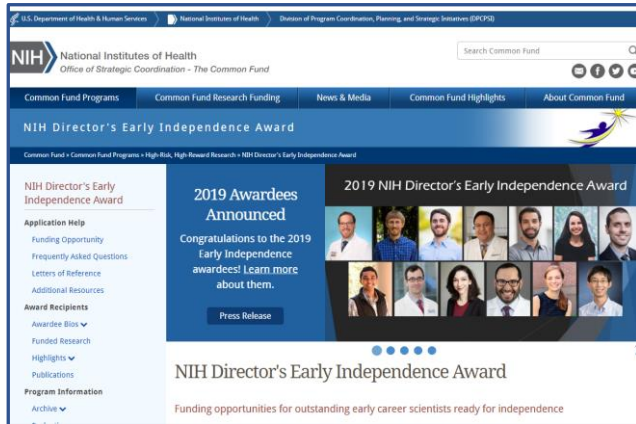 U.S. Department of Health & Human Services
National Institutes of Health
Division of Program Coordination, Planning, and Strategic Initiatives (DPCPSI)
NIH
National Institutes of Health
Office of Strategic Coordination - The Common Fund
Search Common Fund
Common Fund Programs
Common Fund Research Funding
News & Media
Common Fund Highlights
About Common Fund
NIH Director's Early Independence Award
Common Fund » Common Fund Programs » High-Risk, High-Reward Research » NIH Director's Early Independence Award
NIH Director's Early
Independence Award
Application Help
Funding Opportunity
Frequently Asked Questions
Letters of Reference
Additional Resources
Award Recipients
Awardee Bios
Funded Research
Highlights
Publications
Program Information
Archive
2019 Awardees
Announced
Congratulations to the 2019
Early Independence
awardees! Learn more
about them.
Press Release
2019 NIH Director's Early Independence Award
NIH Director's Early Independence Award
Funding opportunities for outstanding early career scientists ready for independence